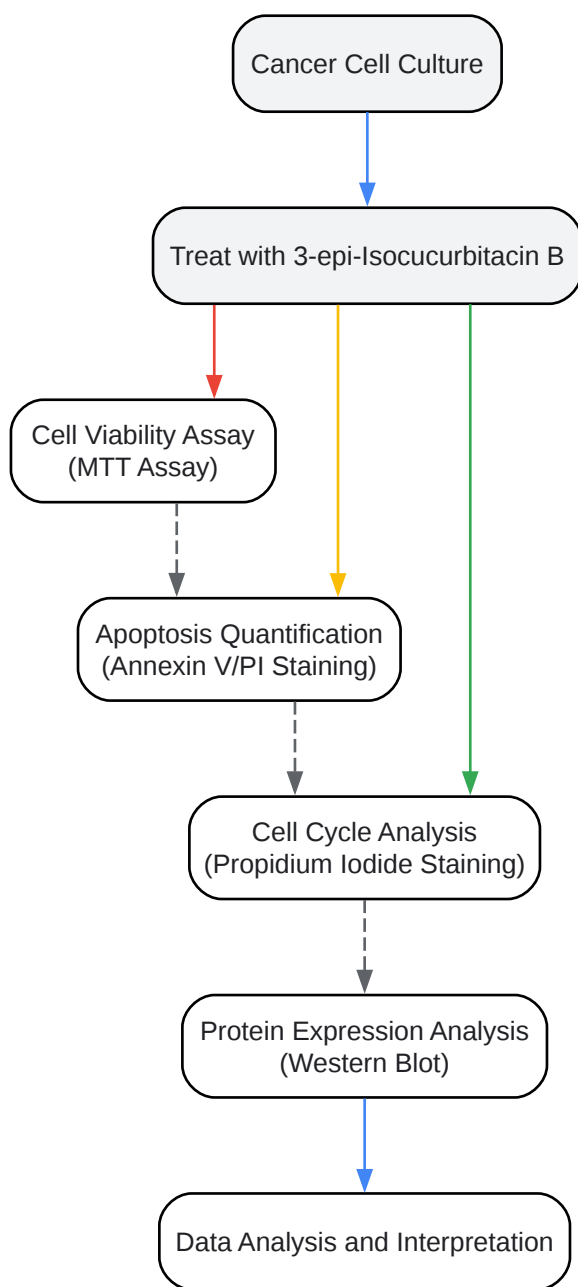 Cancer Cell Culture
Treat with 3-epi-Isocucurbitacin B
Cell Viability Assay
(MTT Assay)
Apoptosis Quantification
(Annexin V/PI Staining)
Cell Cycle Analysis
(Propidium Iodide Staining)
Protein Expression Analysis
(Western Blot)
Data Analysis and Interpretation